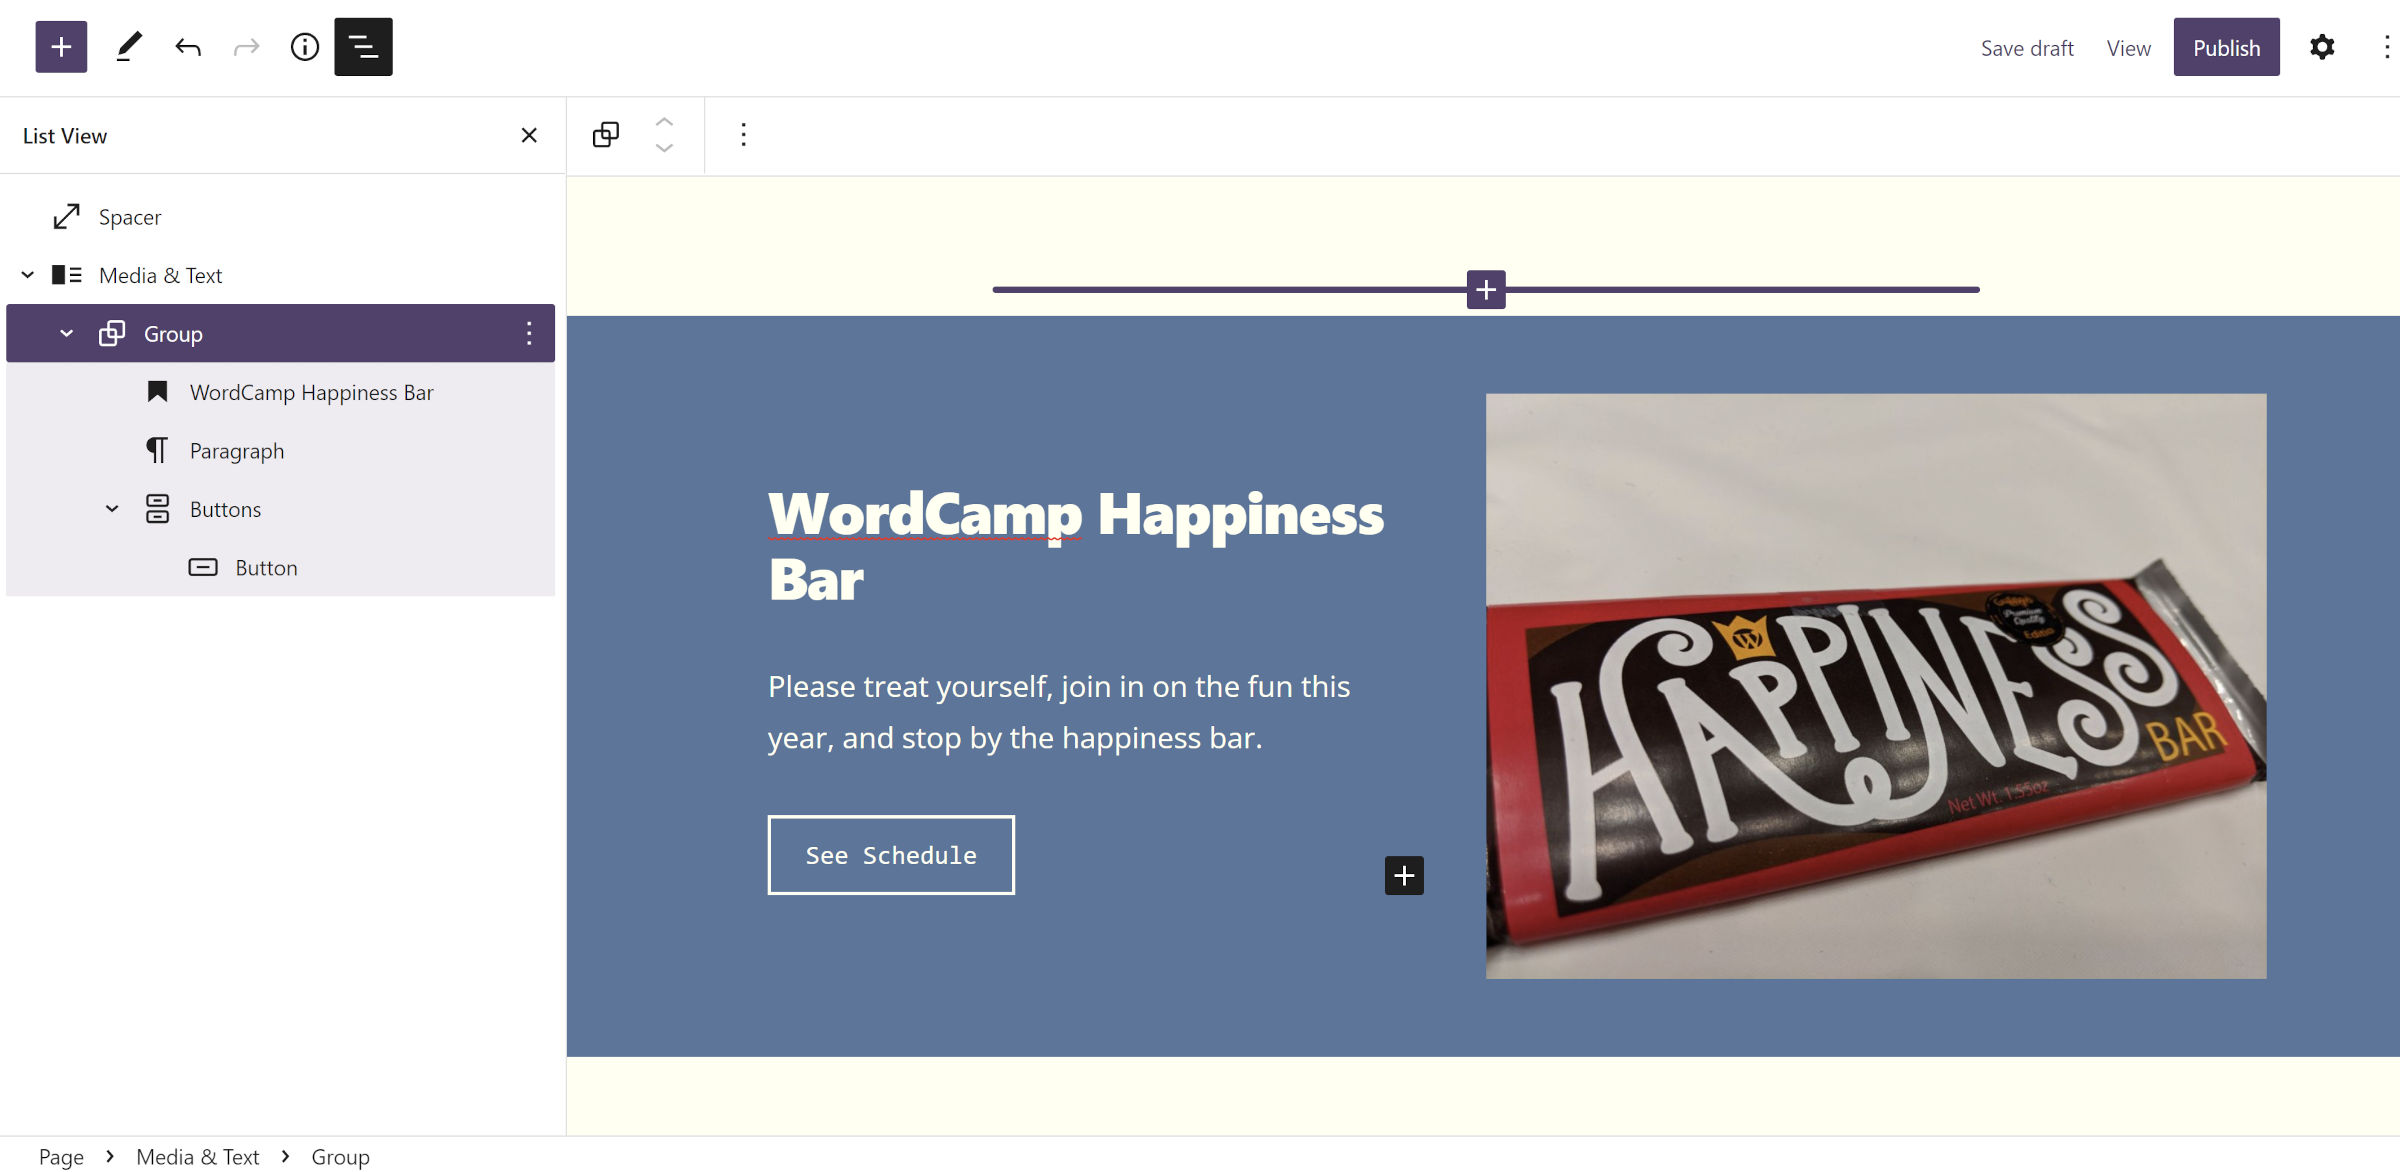 Save draft View Publish
List View
Spacer
Media & Text
Group
WordCamp Happiness Bar
Paragraph
Buttons
Button
WordCamp Happiness
Bar
Please treat yourself, join in on the fun this
year, and stop by the happiness bar.
See Schedule
Premium
Quality
HAPPINESS
BAR
Net Wt. 1.55oz
Page > Media & Text > Group